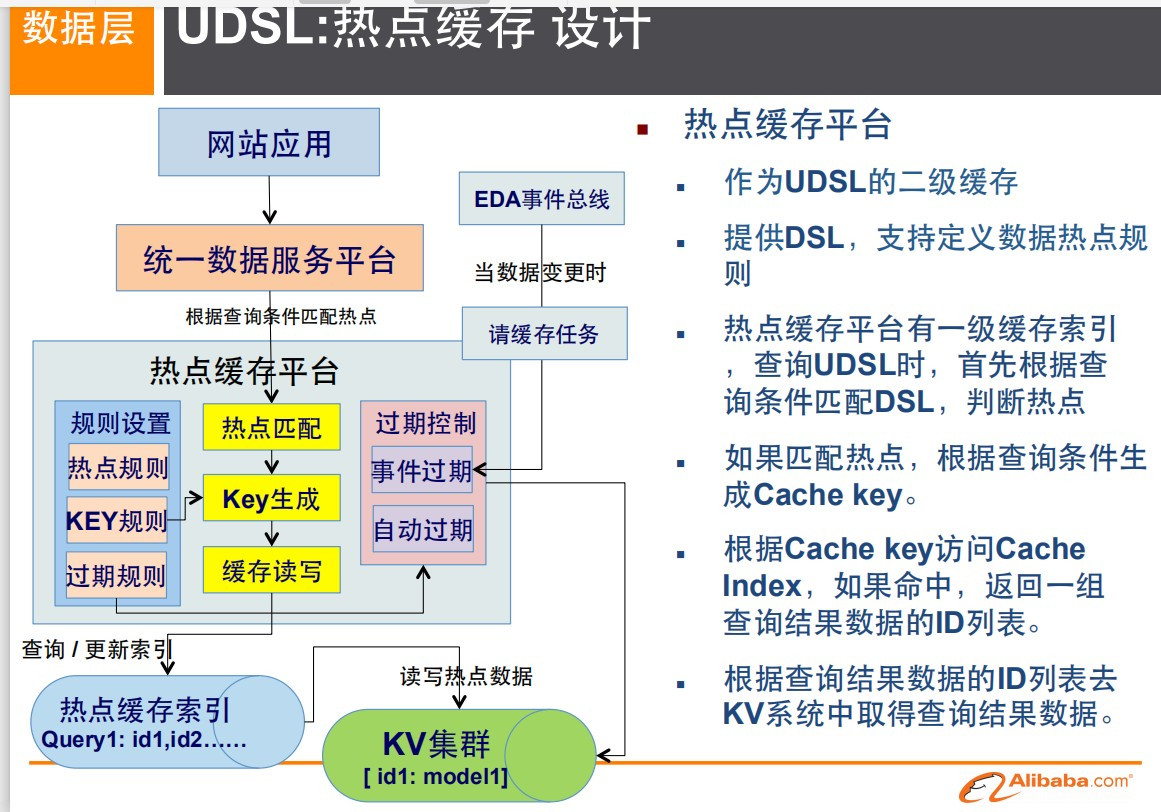 数据层
UDSL:热点缓存 设计
网站应用
EDA事件总线
统一数据服务平台
当数据变更时
根据查询条件匹配热点
请缓存任务
热点缓存平台
规则设置
热点规则
KEY规则
过期规则
热点匹配
Key生成
缓存读写
过期控制
事件过期
自动过期
查询 / 更新索引
读写热点数据
热点缓存索引
Query1: id1,id2……
KV集群
[ id1: model1]
热点缓存平台
作为UDSL的二级缓存
提供DSL，支持定义数据热点规
则
热点缓存平台有一级缓存索引
，查询UDSL时，首先根据查
询条件匹配DSL，判断热点
如果匹配热点，根据查询条件生
成Cache key。
根据Cache key访问Cache
Index，如果命中，返回一组
查询结果数据的ID列表。
根据查询结果数据的ID列表去
KV系统中取得查询结果数据。
Alibaba.com®